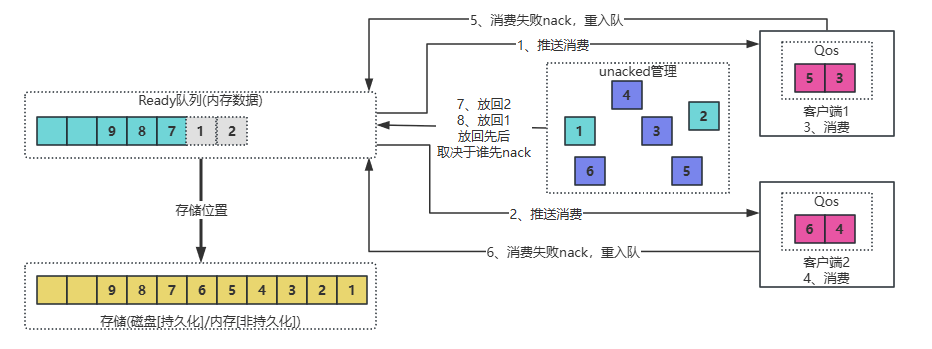 5、消费失败nack，重入队
1、推送消费
Qos
5 3
客户端1
3、消费
unacked管理
4
1 3 2
6 5
Ready队列(内存数据)
9 8 7 1 2
7、放回2
8、放回1
放回先后
取决于谁先nack
2、推送消费
Qos
6 4
客户端2
4、消费
6、消费失败nack，重入队
存储位置
9 8 7 6 5 4 3 2 1
存储(磁盘[持久化]/内存[非持久化])